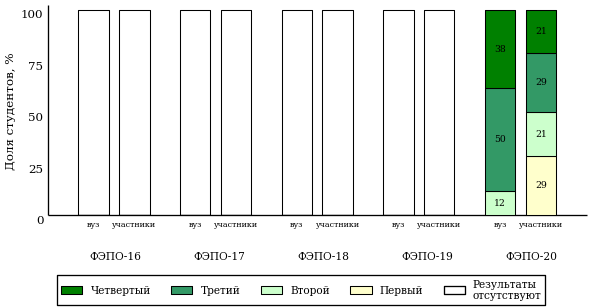 Доля студентов, %
100
75
50
25
0
38
50
12
21
29
21
29
вуз участники вуз участники вуз участники вуз участники вуз участники
ФЭПО-16 ФЭПО-17 ФЭПО-18 ФЭПО-19 ФЭПО-20
Четвертый Третий Второй Первый Результаты
отсутствуют